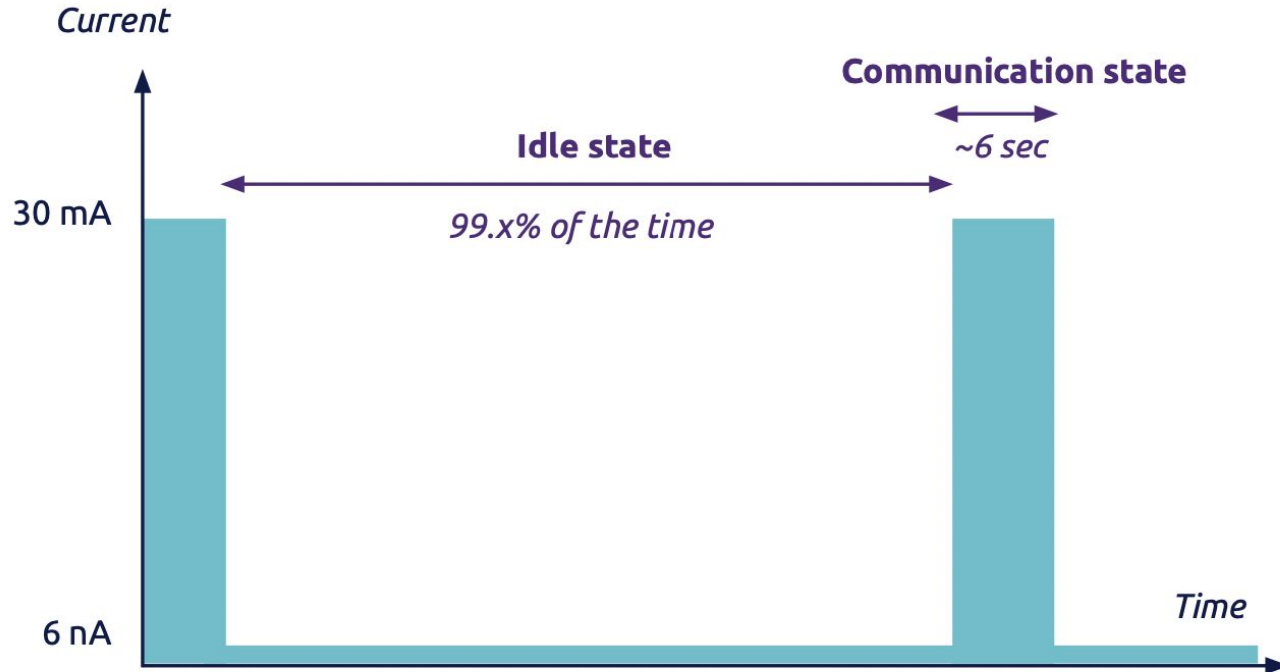 Current
Communication state
~6 sec
Idle state
99.x% of the time
30 mA
6 nA
Time